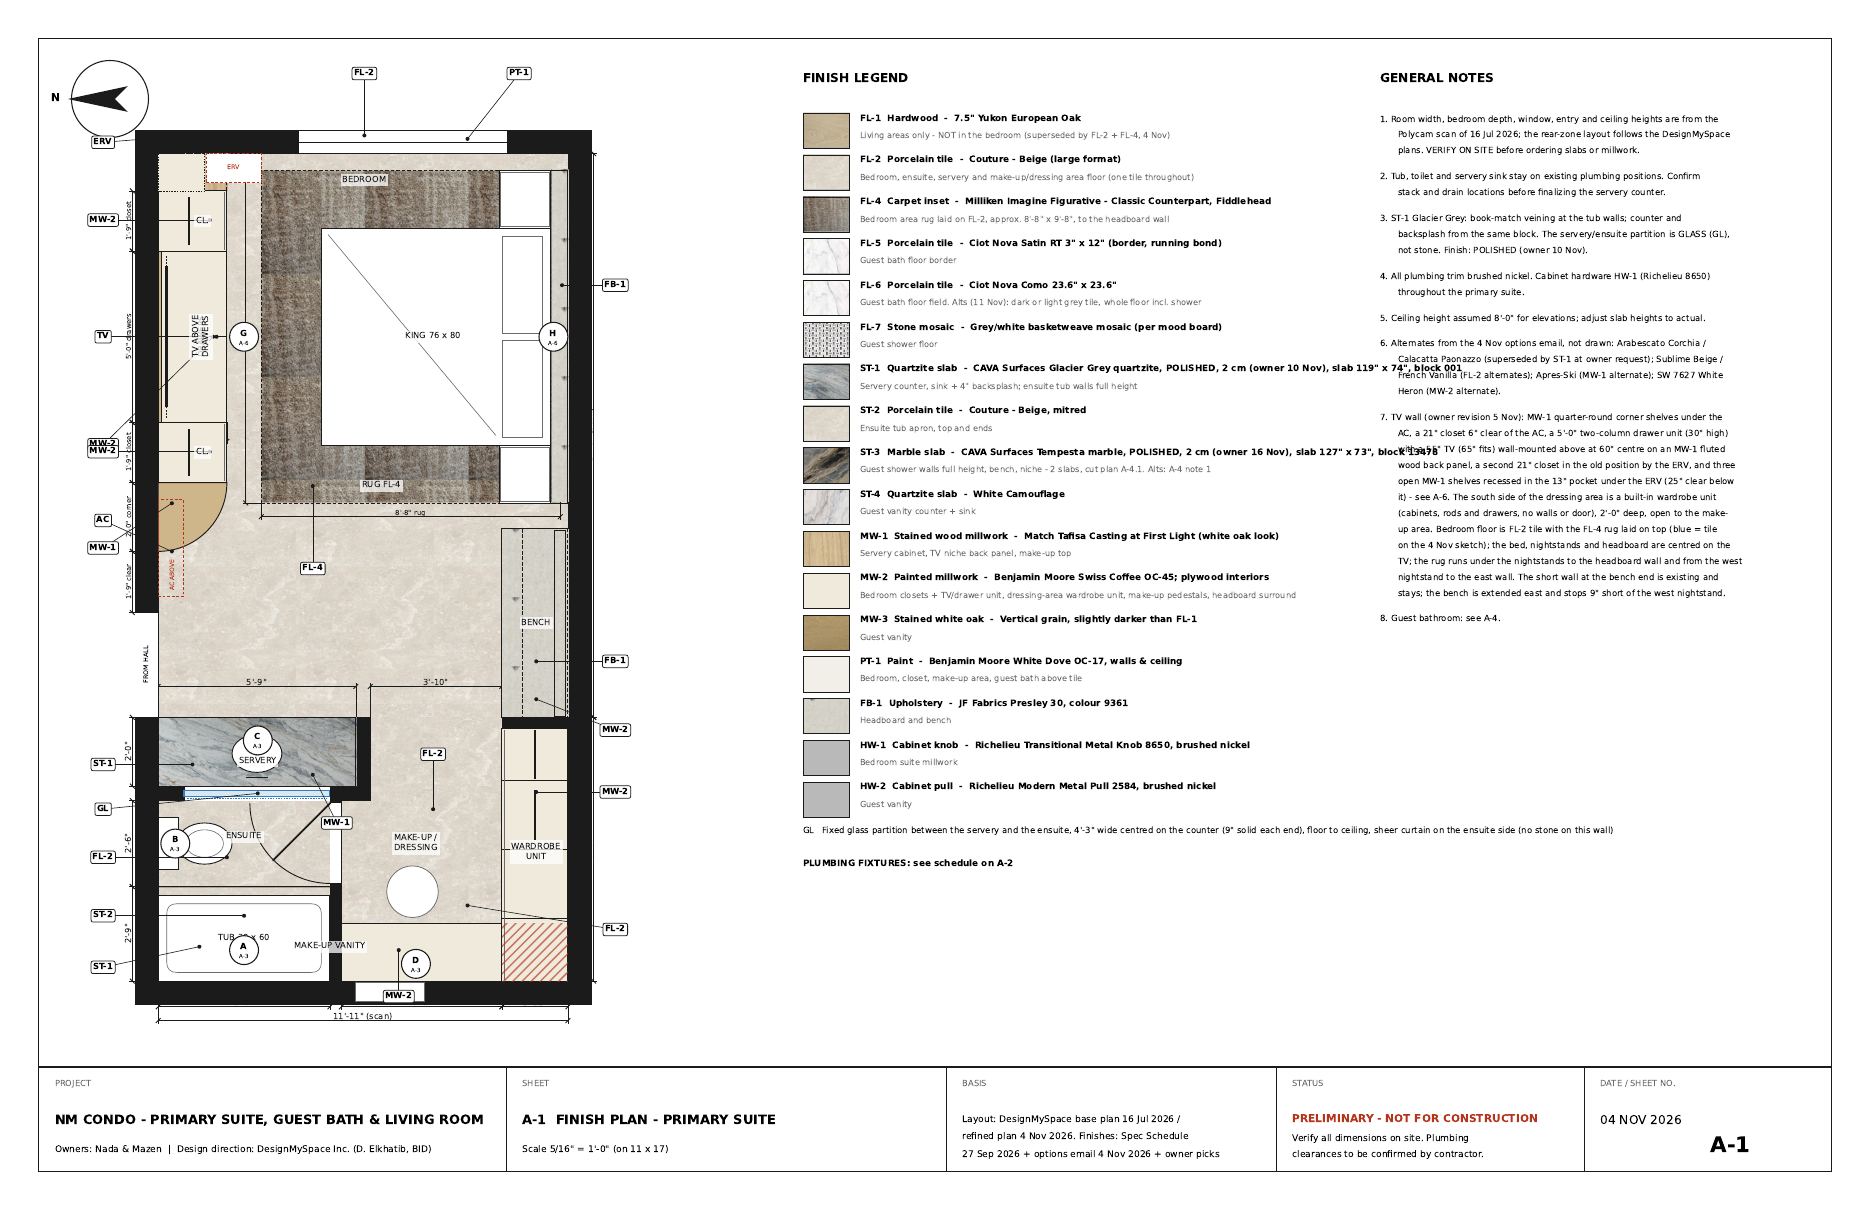 N
FL-2
PT-1
ERV
ERV
BEDROOM
MW-2
CL.
1'-9" closet
FB-1
TV
5'-0" drawers
TV ABOVE
DRAWERS
G
A-6
KING 76 x 80
H
A-6
MW-2
MW-2
CL.
1'-9" closet
RUG FL-4
8'-8" rug
AC
MW-1
AC ABOVE
1'-9" clear
FL-4
BENCH
FROM HALL
FB-1
5'-9"
3'-10"
MW-2
C
A-3
SERVERY
2'-0"
ST-1
FL-2
MW-2
GL
MW-1
B
A-3
ENSUITE
2'-6"
MAKE-UP /
DRESSING
WARDROBE
UNIT
FL-2
ST-2
FL-2
2'-9"
TUB x 60
A
A-3
MAKE-UP VANITY
D
A-3
ST-1
MW-2
11'-11" (scan)
FINISH LEGEND
FL-1 Hardwood - 7.5" Yukon European Oak
Living areas only - NOT in the bedroom (superseded by FL-2 + FL-4, 4 Nov)
FL-2 Porcelain tile - Couture - Beige (large format)
Bedroom, ensuite, servery and make-up/dressing area floor (one tile throughout)
FL-4 Carpet inset - Milliken Imagine Figurative - Classic Counterpart, Fiddlehead
Bedroom area rug laid on FL-2, approx. 8'-8" x 9'-8", to the headboard wall
FL-5 Porcelain tile - Ciot Nova Satin RT 3" x 12" (border, running bond)
Guest bath floor border
FL-6 Porcelain tile - Ciot Nova Como 23.6" x 23.6"
Guest bath floor field. Alts (11 Nov): dark or light grey tile, whole floor incl. shower
FL-7 Stone mosaic - Grey/white basketweave mosaic (per mood board)
Guest shower floor
ST-1 Quartzite slab - CAVA Surfaces Glacier Grey quartzite, POLISHED, 2 cm (owner 10 Nov), slab 119" x 74", block 001
Servery counter, sink + 4" backsplash; ensuite tub walls full height
ST-2 Porcelain tile - Couture - Beige, mitred
Ensuite tub apron, top and ends
ST-3 Marble slab - CAVA Surfaces Tempesta marble, POLISHED, 2 cm (owner 16 Nov), slab 127" x 73", block 13478
Guest shower walls full height, bench, niche - 2 slabs, cut plan A-4.1. Alts: A-4 note 1
ST-4 Quartzite slab - White Camouflage
Guest vanity counter + sink
MW-1 Stained wood millwork - Match Tafisa Casting at First Light (white oak look)
Servery cabinet, TV niche back panel, make-up top
MW-2 Painted millwork - Benjamin Moore Swiss Coffee OC-45; plywood interiors
Bedroom closets + TV/drawer unit, dressing-area wardrobe unit, make-up pedestals, headboard surround
MW-3 Stained white oak - Vertical grain, slightly darker than FL-1
Guest vanity
PT-1 Paint - Benjamin Moore White Dove OC-17, walls & ceiling
Bedroom, closet, make-up area, guest bath above tile
FB-1 Upholstery - JF Fabrics Presley 30, colour 9361
Headboard and bench
HW-1 Cabinet knob - Richelieu Transitional Metal Knob 8650, brushed nickel
Bedroom suite millwork
HW-2 Cabinet pull - Richelieu Modern Metal Pull 2584, brushed nickel
Guest vanity
GL Fixed glass partition between the servery and the ensuite, 4'-3" wide centred on the counter (9" solid each end), floor to ceiling, sheer curtain on the ensuite side (no stone on this wall)
PLUMBING FIXTURES: see schedule on A-2
GENERAL NOTES
1. Room width, bedroom depth, window, entry and ceiling heights are from the
Polycam scan of 16 Jul 2026; the rear-zone layout follows the DesignMySpace
plans. VERIFY ON SITE before ordering slabs or millwork.
2. Tub, toilet and servery sink stay on existing plumbing positions. Confirm
stack and drain locations before finalizing the servery counter.
3. ST-1 Glacier Grey: book-match veining at the tub walls; counter and
backsplash from the same block. The servery/ensuite partition is GLASS (GL),
not stone. Finish: POLISHED (owner 10 Nov).
4. All plumbing trim brushed nickel. Cabinet hardware HW-1 (Richelieu 8650)
throughout the primary suite.
5. Ceiling height assumed 8'-0" for elevations; adjust slab heights to actual.
6. Alternates from the 4 Nov options email, not drawn: Arabescato Corchia /
Calacatta Paonazzo (superseded by ST-1 at owner request); Sublime Beige /
French Vanilla (FL-2 alternates); Apres-Ski (MW-1 alternate); SW 7627 White
Heron (MW-2 alternate).
7. TV wall (owner revision 5 Nov): MW-1 quarter-round corner shelves under the
AC, a 21" closet 6" clear of the AC, a 5'-0" two-column drawer unit (30" high)
with a 55" TV (65" fits) wall-mounted above at 60" centre on an MW-1 fluted
wood back panel, a second 21" closet in the old position by the ERV, and three
open MW-1 shelves recessed in the 13" pocket under the ERV (25" clear below
it) - see A-6. The south side of the dressing area is a built-in wardrobe unit
(cabinets, rods and drawers, no walls or door), 2'-0" deep, open to the make-
up area. Bedroom floor is FL-2 tile with the FL-4 rug laid on top (blue = tile
on the 4 Nov sketch); the bed, nightstands and headboard are centred on the
TV; the rug runs under the nightstands to the headboard wall and from the west
nightstand to the east wall. The short wall at the bench end is existing and
stays; the bench is extended east and stops 9" short of the west nightstand.
8. Guest bathroom: see A-4.
PROJECT
NM CONDO - PRIMARY SUITE, GUEST BATH & LIVING ROOM
Owners: Nada & Mazen | Design direction: DesignMySpace Inc. (D. Elkhatib, BID)
SHEET
A-1 FINISH PLAN - PRIMARY SUITE
Scale 5/16" = 1'-0" (on 11 x 17)
BASIS
Layout: DesignMySpace base plan 16 Jul 2026 /
refined plan 4 Nov 2026. Finishes: Spec Schedule
27 Sep 2026 + options email 4 Nov 2026 + owner picks
STATUS
PRELIMINARY - NOT FOR CONSTRUCTION
Verify all dimensions on site. Plumbing
clearances to be confirmed by contractor.
DATE / SHEET NO.
04 NOV 2026
A-1